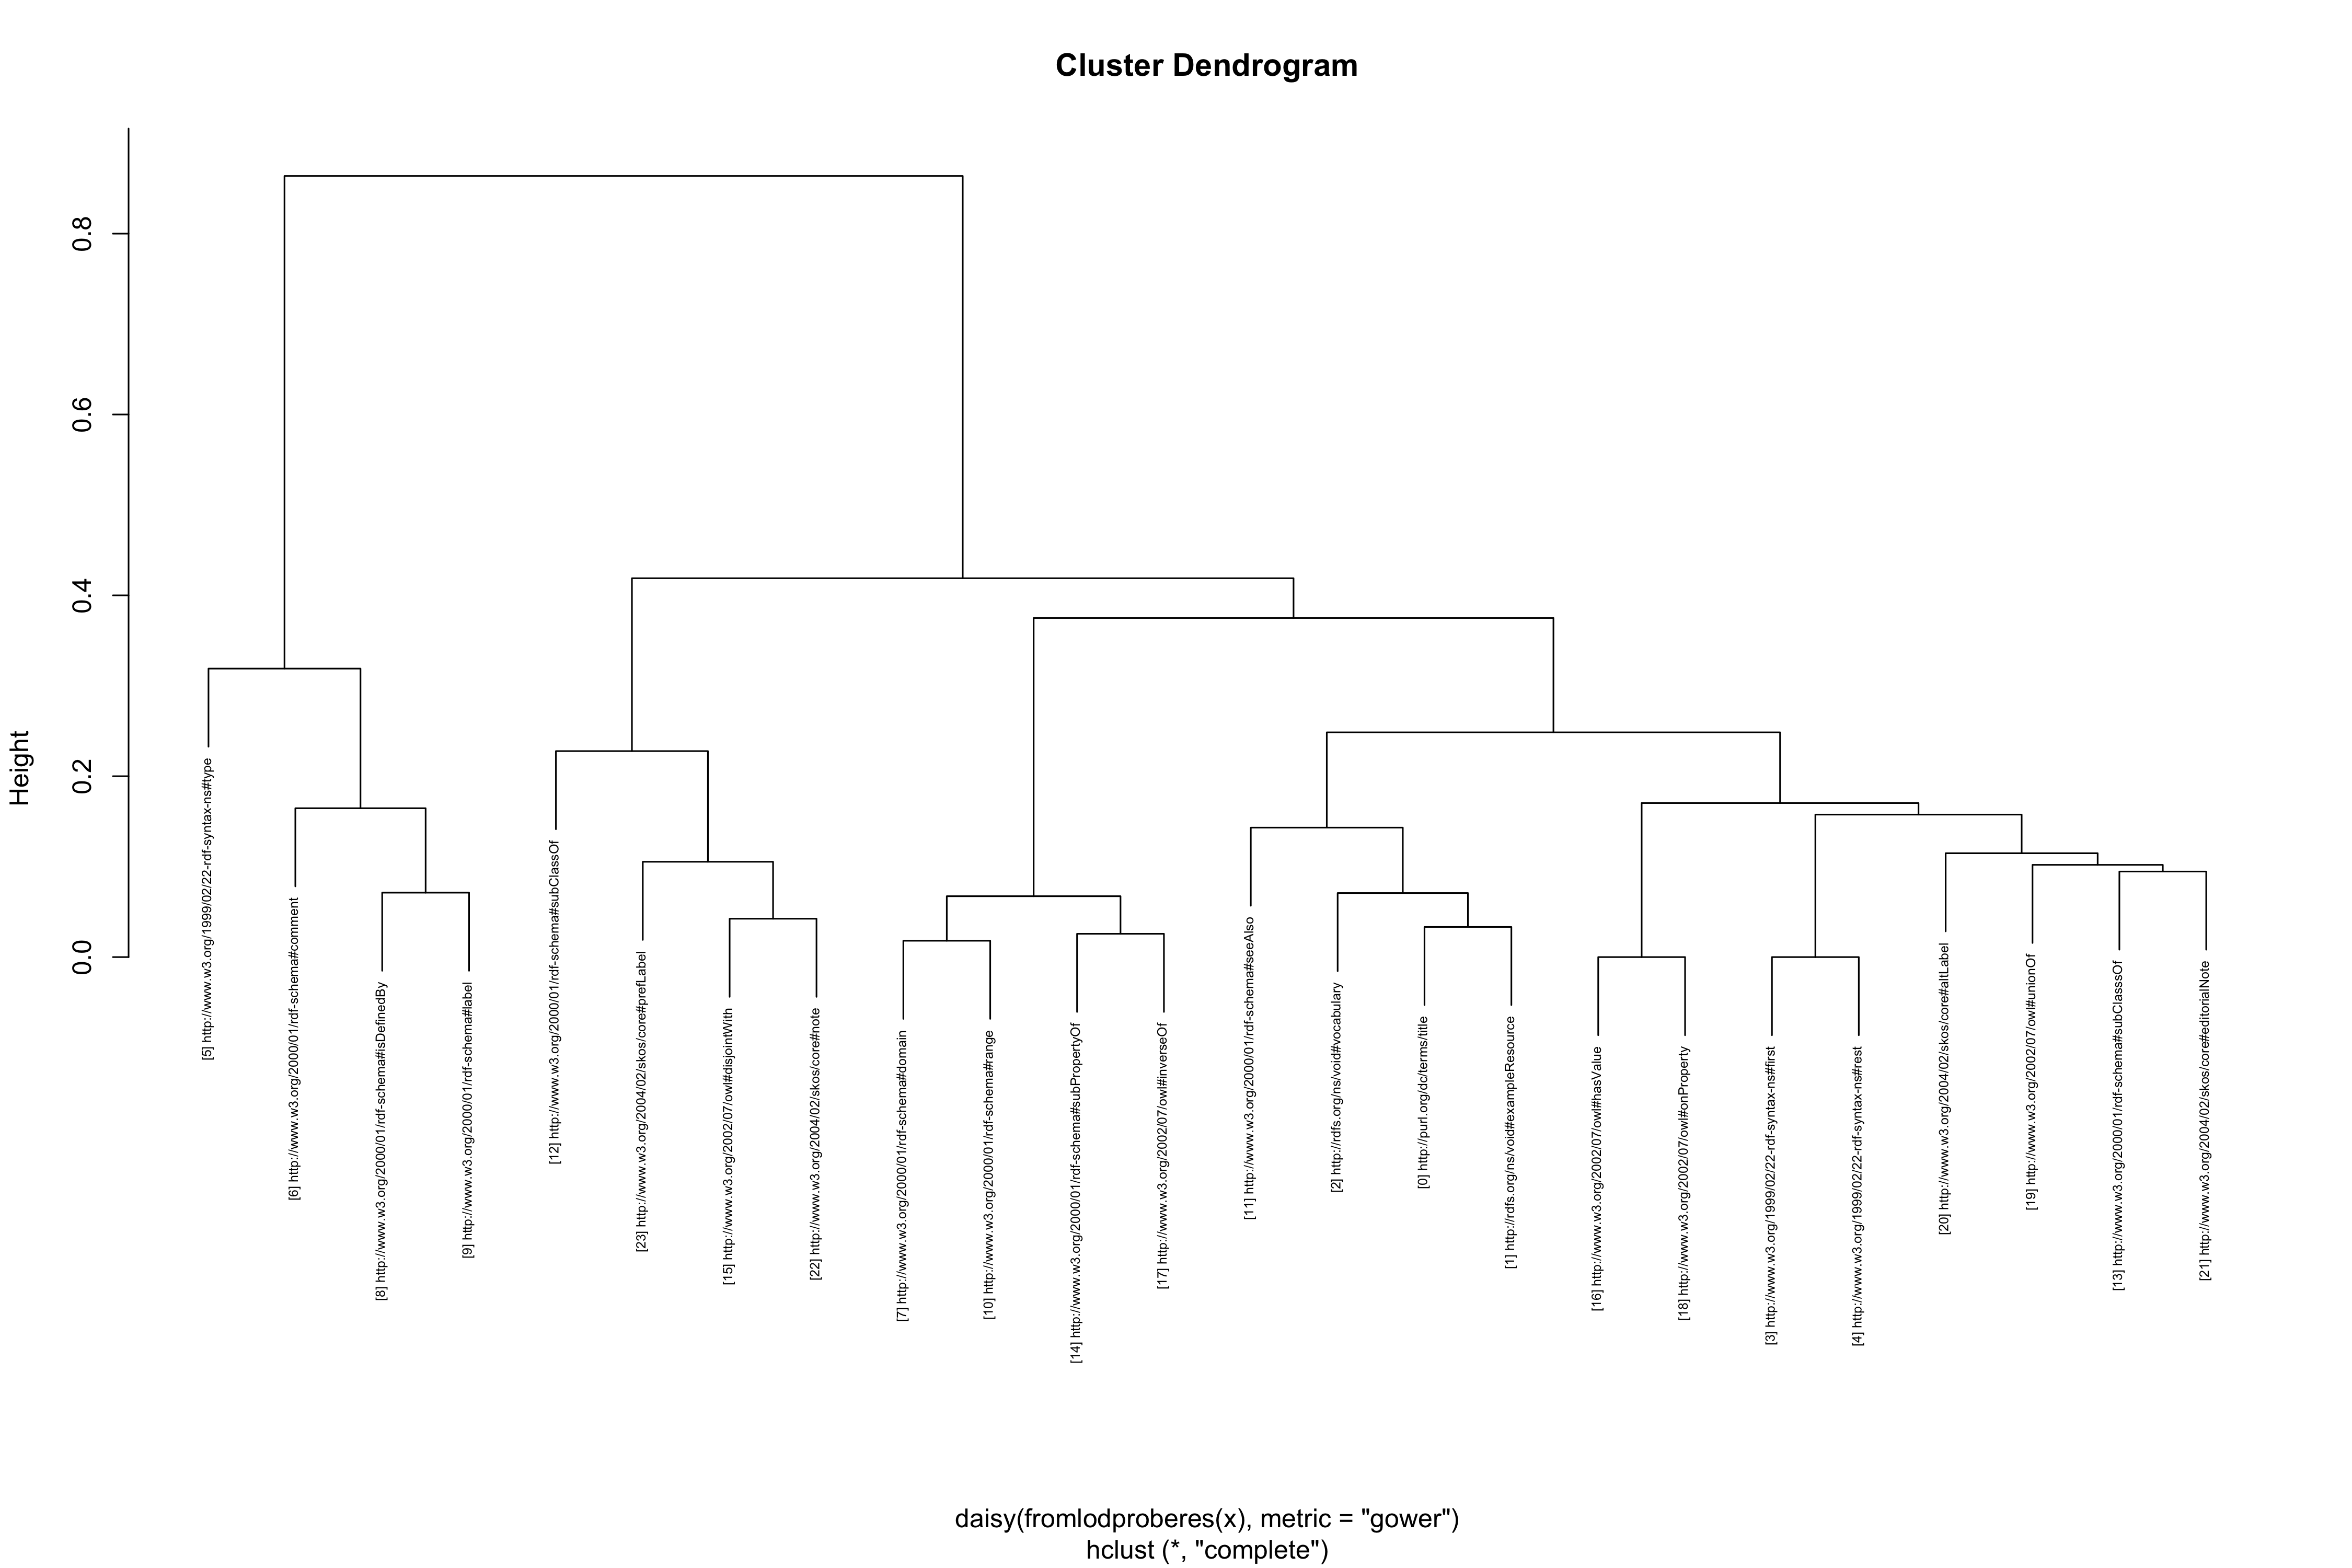 Cluster Dendrogram
Height
0.0
0.2
0.4
0.6
0.8
[5] http://www.w3.org/1999/02/22-rdf-syntax-ns#type
[6] http://www.w3.org/2000/01/rdf-schema#comment
[8] http://www.w3.org/2000/01/rdf-schema#isDefinedBy
[9] http://www.w3.org/2000/01/rdf-schema#label
[12] http://www.w3.org/2000/01/rdf-schema#subClassOf
[23] http://www.w3.org/2004/02/skos/core#prefLabel
[15] http://www.w3.org/2002/07/owl#disjointWith
[22] http://www.w3.org/2004/02/skos/core#note
[7] http://www.w3.org/2000/01/rdf-schema#domain
[10] http://www.w3.org/2000/01/rdf-schema#range
[14] http://www.w3.org/2000/01/rdf-schema#subPropertyOf
[17] http://www.w3.org/2002/07/owl#inverseOf
[11] http://www.w3.org/2000/01/rdf-schema#seeAlso
[2] http://rdfs.org/ns/void#vocabulary
[0] http://purl.org/dc/terms/title
[1] http://rdfs.org/ns/void#exampleResource
[16] http://www.w3.org/2002/07/owl#hasValue
[18] http://www.w3.org/2002/07/owl#onProperty
[3] http://www.w3.org/1999/02/22-rdf-syntax-ns#first
[4] http://www.w3.org/1999/02/22-rdf-syntax-ns#rest
[20] http://www.w3.org/2004/02/skos/core#altLabel
[19] http://www.w3.org/2002/07/owl#unionOf
[13] http://www.w3.org/2000/01/rdf-schema#subClasssOf
[21] http://www.w3.org/2004/02/skos/core#editorialNote
daisy(fromlodproberes(x), metric = "gower")
hclust (*, "complete")